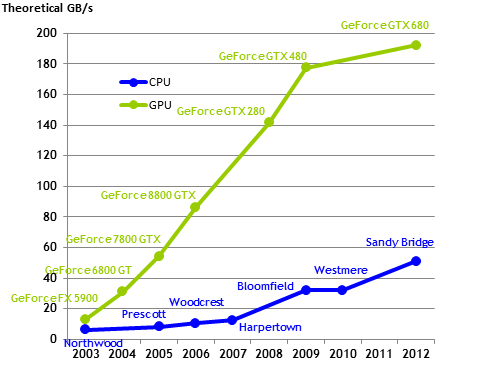 Theoretical GB/s
200
180
160
140
120
100
80
60
40
20
0
CPU
GPU
GeForce FX 5900
GeForce 6800 GT
GeForce 7800 GTX
GeForce 8800 GTX
GeForce GTX 280
GeForce GTX 480
GeForce GTX 680
Northwood
Prescott
Woodcrest
Harpertown
Bloomfield
Westmere
Sandy Bridge
2003 2004 2005 2006 2007 2008 2009 2010 2011 2012